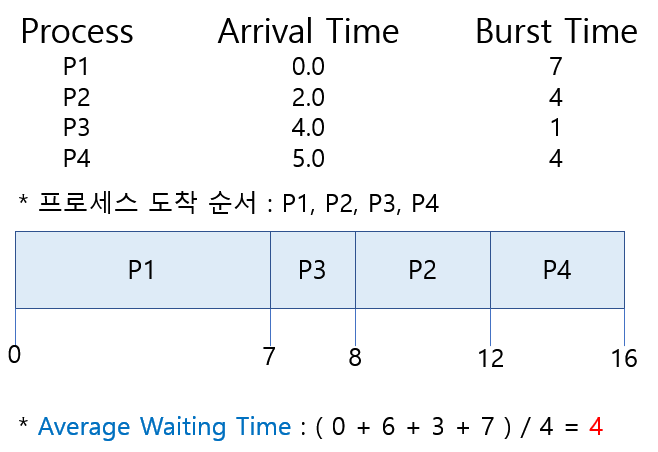 Process Arrival Time Burst Time
P1 0.0 7
P2 2.0 4
P3 4.0 1
P4 5.0 4
* 프로세스 도착 순서 : P1, P2, P3, P4
P1 P3 P2 P4
0 7 8 12 16
* Average Waiting Time : ( 0 + 6 + 3 + 7 ) / 4 = 4